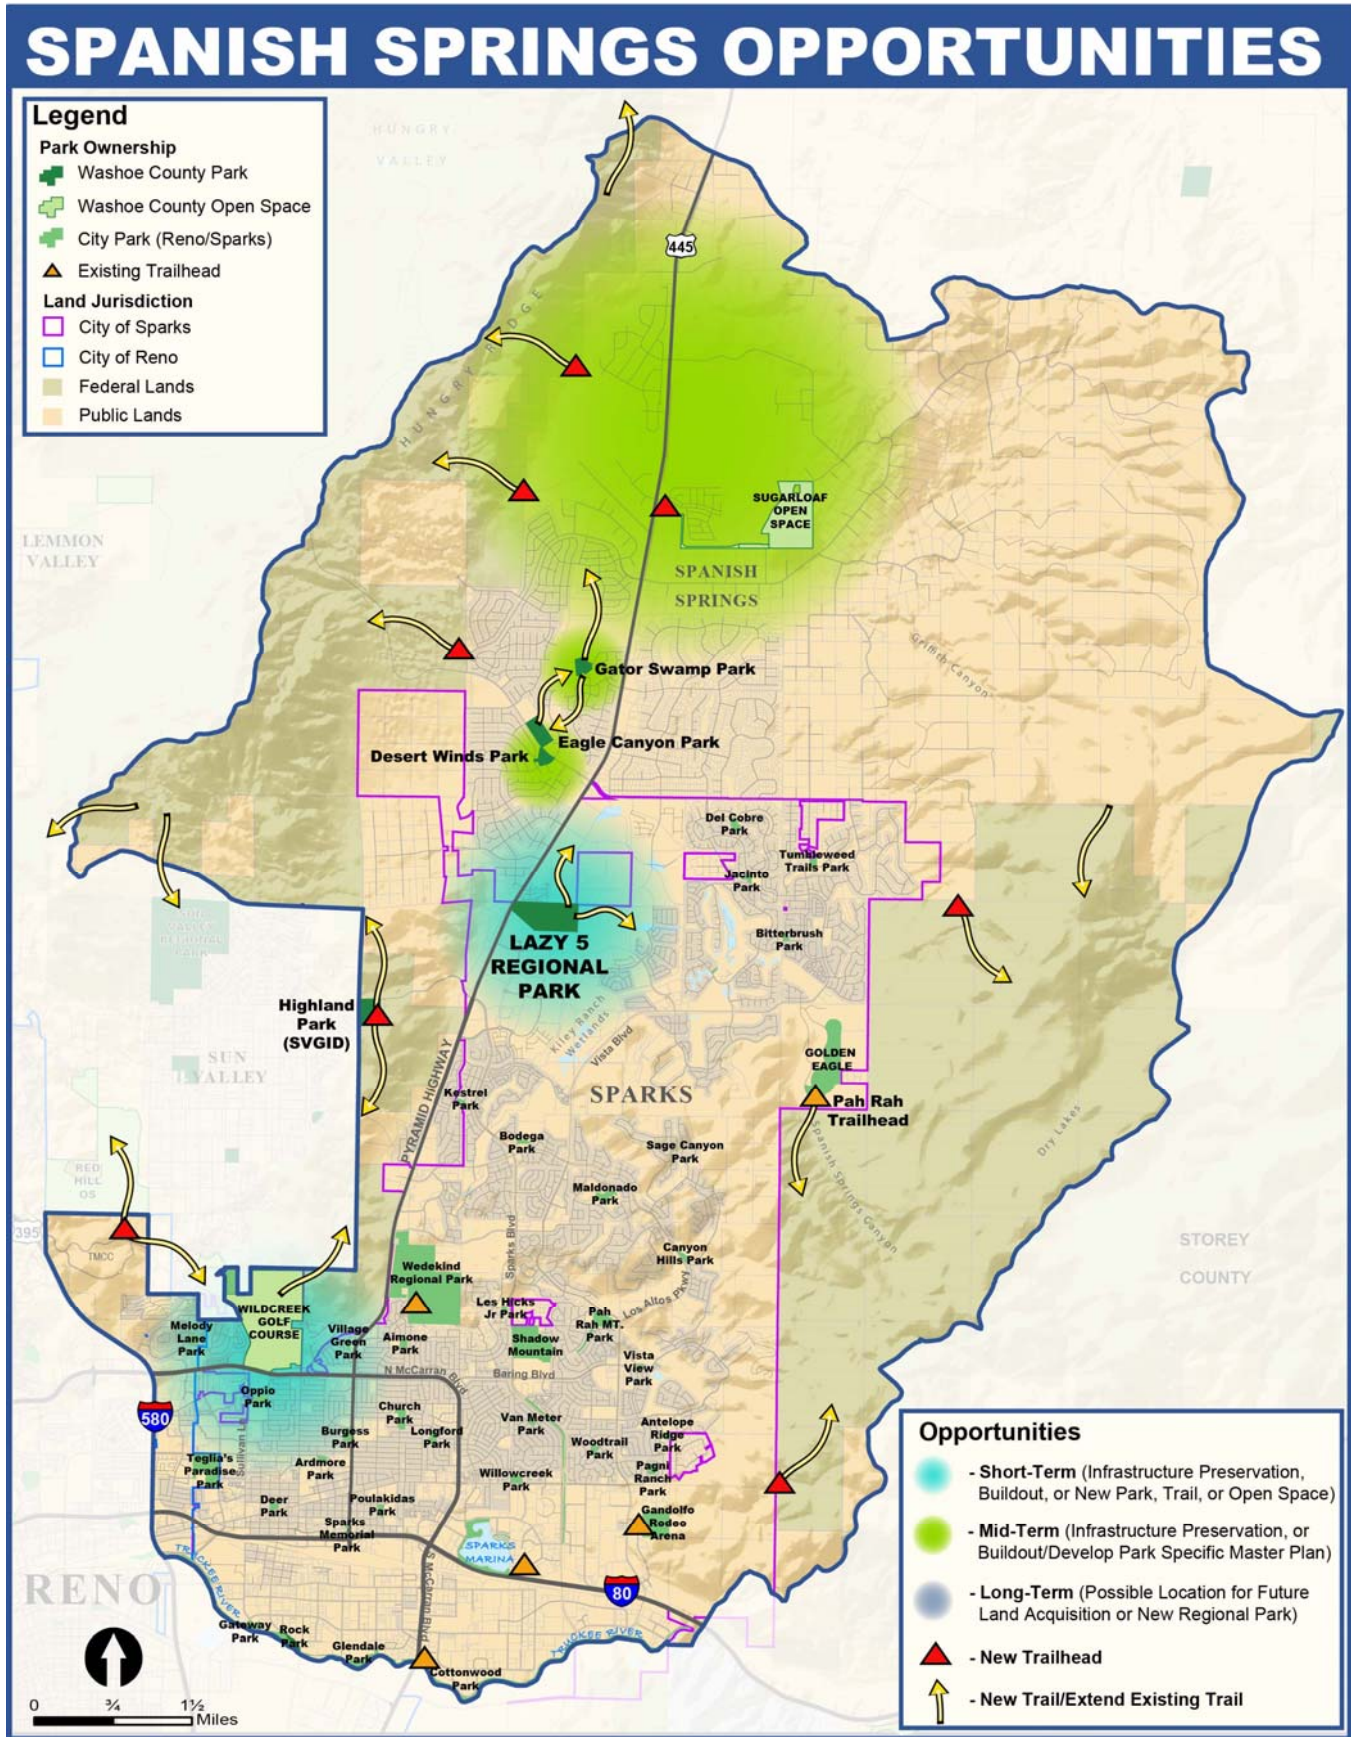 SPANISH SPRINGS OPPORTUNITIES
Legend
Park Ownership
Washoe County Park
Washoe County Open Space
City Park (Reno/Sparks)
Existing Trailhead
Land Jurisdiction
City of Sparks
City of Reno
Federal Lands
Public Lands
HUNGRY
VALLEY
445
HUNGRY RIDGE
LEMMON
VALLEY
SUGARLOAF
OPEN
SPACE
SPANISH
SPRINGS
Griffith Canyon
Gator Swamp Park
Eagle Canyon Park
Desert Winds Park
Del Cobre
Park
Tumbleweed
Trails Park
Jacinto
Park
Bitterbrush
Park
LAZY 5
REGIONAL
PARK
VALLEY
REGIONAL
PARK
Highland
Park
(SVGID)
Kiley Ranch
Wetlands
Vista Blvd
SUN
VALLEY
GOLDEN
EAGLE
PYRAMID HIGHWAY
Kestrel
Park
SPARKS
Pah Rah
Trailhead
Bodega
Park
Sage Canyon
Park
Dry Lakes
Spanish Springs Canyon
RED
HILL
OS
Maldonado
Park
395
TMCC
STOREY
COUNTY
Sparks Blvd
Canyon
Hills Park
Wedekind
Regional Park
Les Hicks
Jr Park
Los Altos Pkwy
WILDCREEK
GOLF
COURSE
Melody
Lane
Park
Village
Green
Park
Aimone
Park
Shadow
Mountain
Pah
Rah MT.
Park
N McCarran Blvd
Baring Blvd
Vista
View
Park
Oppio
Park
580
Church
Park
Longford
Park
Van Meter
Park
Antelope
Ridge
Park
Burgess
Park
Woodtrail
Park
Sullivan Ln
Teglia's
Paradise
Park
Ardmore
Park
Willowcreek
Park
Pagni
Ranch
Park
Deer
Park
Poulakidas
Park
Sparks
Memorial
Park
Gandolfo
Rodeo
Arena
SPARKS
MARINA
TRUCKEE RIVER
RENO
80
S McCarran Blvd
Gateway
Park
Rock
Park
Glendale
Park
TRUCKEE RIVER
Cottonwood
Park
0 ¾ 1½
Miles
Opportunities
- Short-Term (Infrastructure Preservation,
Buildout, or New Park, Trail, or Open Space)
- Mid-Term (Infrastructure Preservation, or
Buildout/Develop Park Specific Master Plan)
- Long-Term (Possible Location for Future
Land Acquisition or New Regional Park)
- New Trailhead
- New Trail/Extend Existing Trail